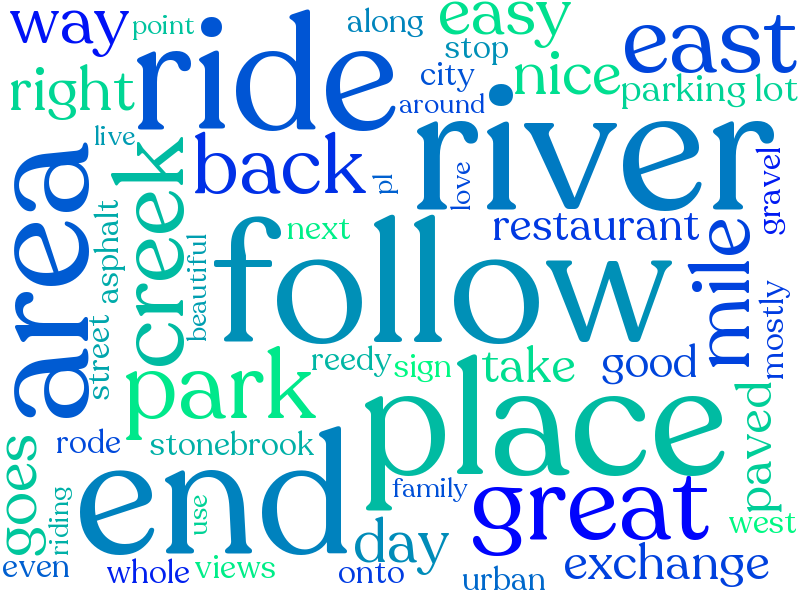 way
point
ride
along
easy
stop
east
city
nice
right
around
parking lot
live
back
river
creek
pl
love
gravel
area
asphalt
beautiful
next
follow
restaurant
mile
mostly
street
reedy
sign
take
good
park
place
paved
goes
rode
stonebrook
end
riding
use
family
great
west
day
even
whole
views
onto
urban
exchange